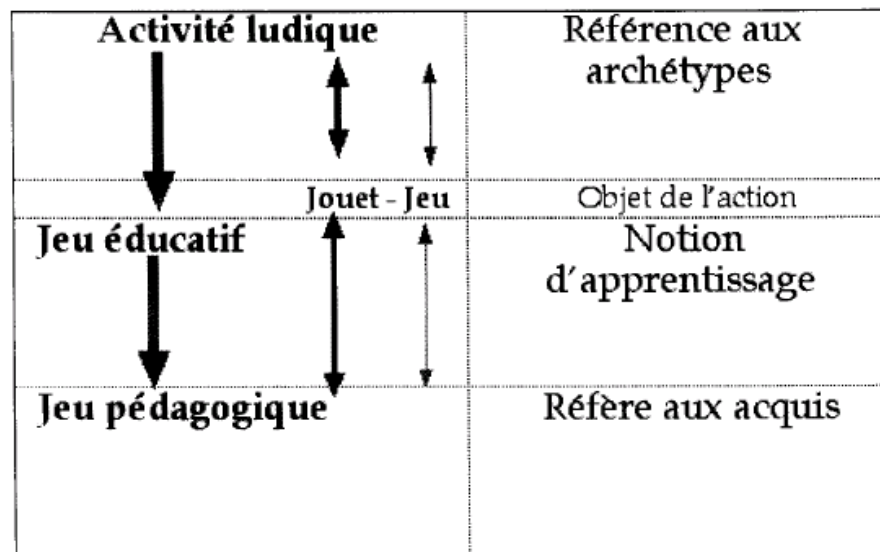 Activité ludique
Référence aux
archétypes
Jouet - Jeu
Objet de l'action
Jeu éducatif
Notion
d'apprentissage
Jeu pédagogique
Réfère aux acquis